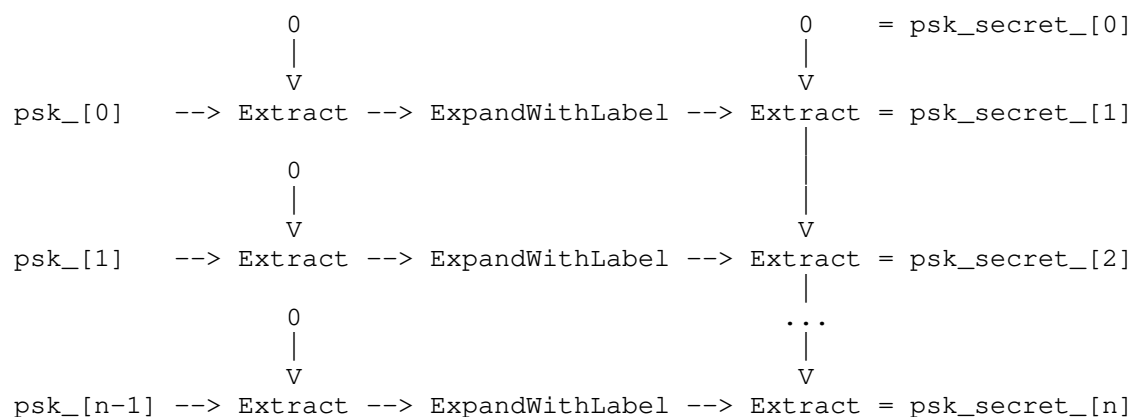 0                              0    = psk_secret_[0]
                 |                              |
                 V                              V
psk_[0]   --> Extract --> ExpandWithLabel --> Extract = psk_secret_[1]
                                                |
                 0                              |
                 |                              |
                 V                              V
psk_[1]   --> Extract --> ExpandWithLabel --> Extract = psk_secret_[2]
                                                |
                 0                             ...
                 |                              |
                 V                              V
psk_[n-1] --> Extract --> ExpandWithLabel --> Extract = psk_secret_[n]